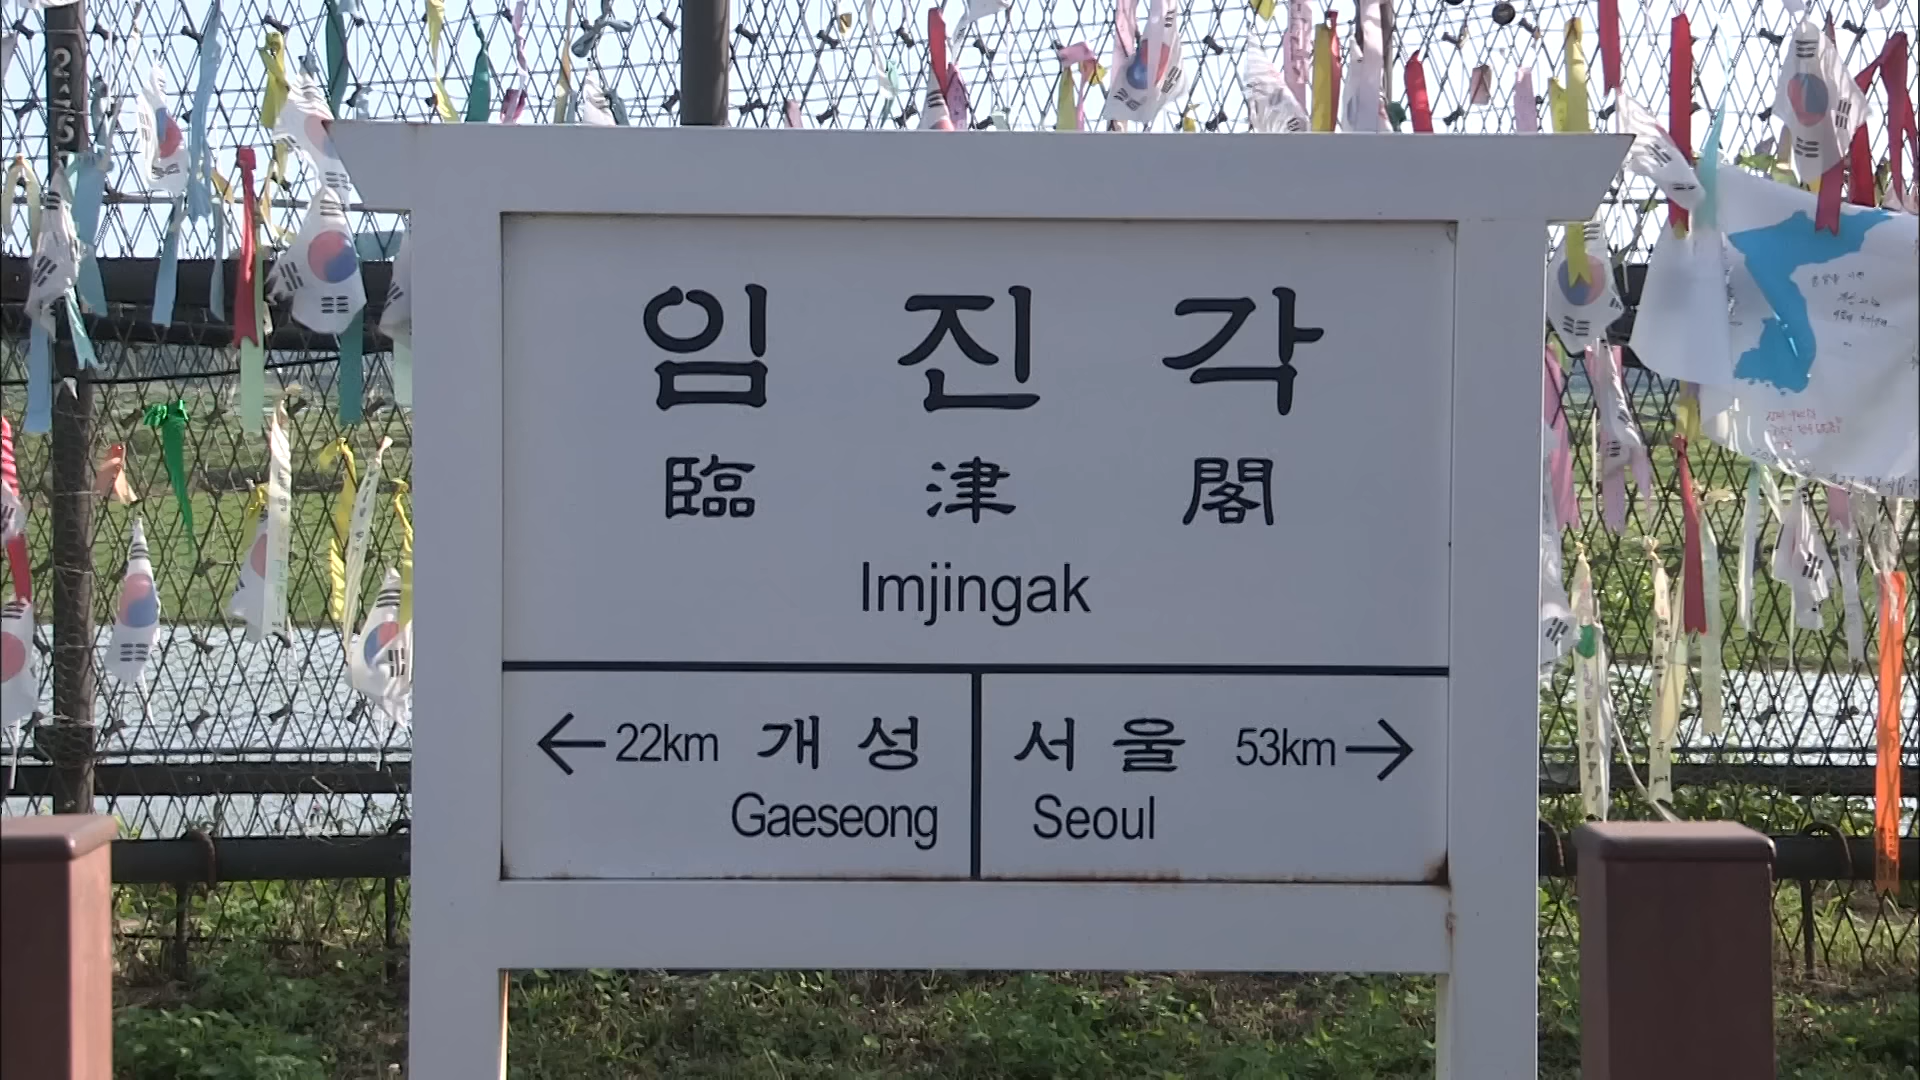 임진각
臨津閣
Imjingak
←22km 개성
Gaeseong
서울 53km→
Seoul